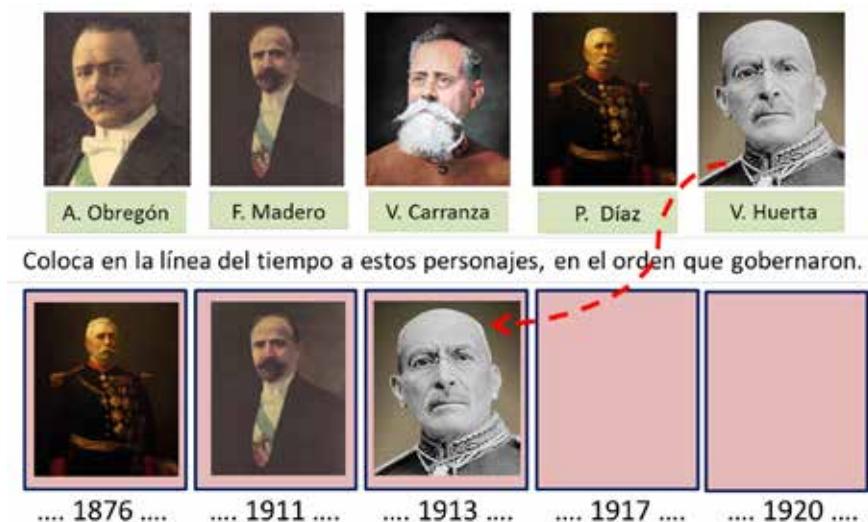 A. Obregón
F. Madero
V. Carranza
P. Díaz
V. Huerta
Coloca en la línea del tiempo a estos personajes, en el orden que gobernaron.
.... 1876 ....
.... 1911 ....
.... 1913 ....
.... 1917 ....
.... 1920 ....